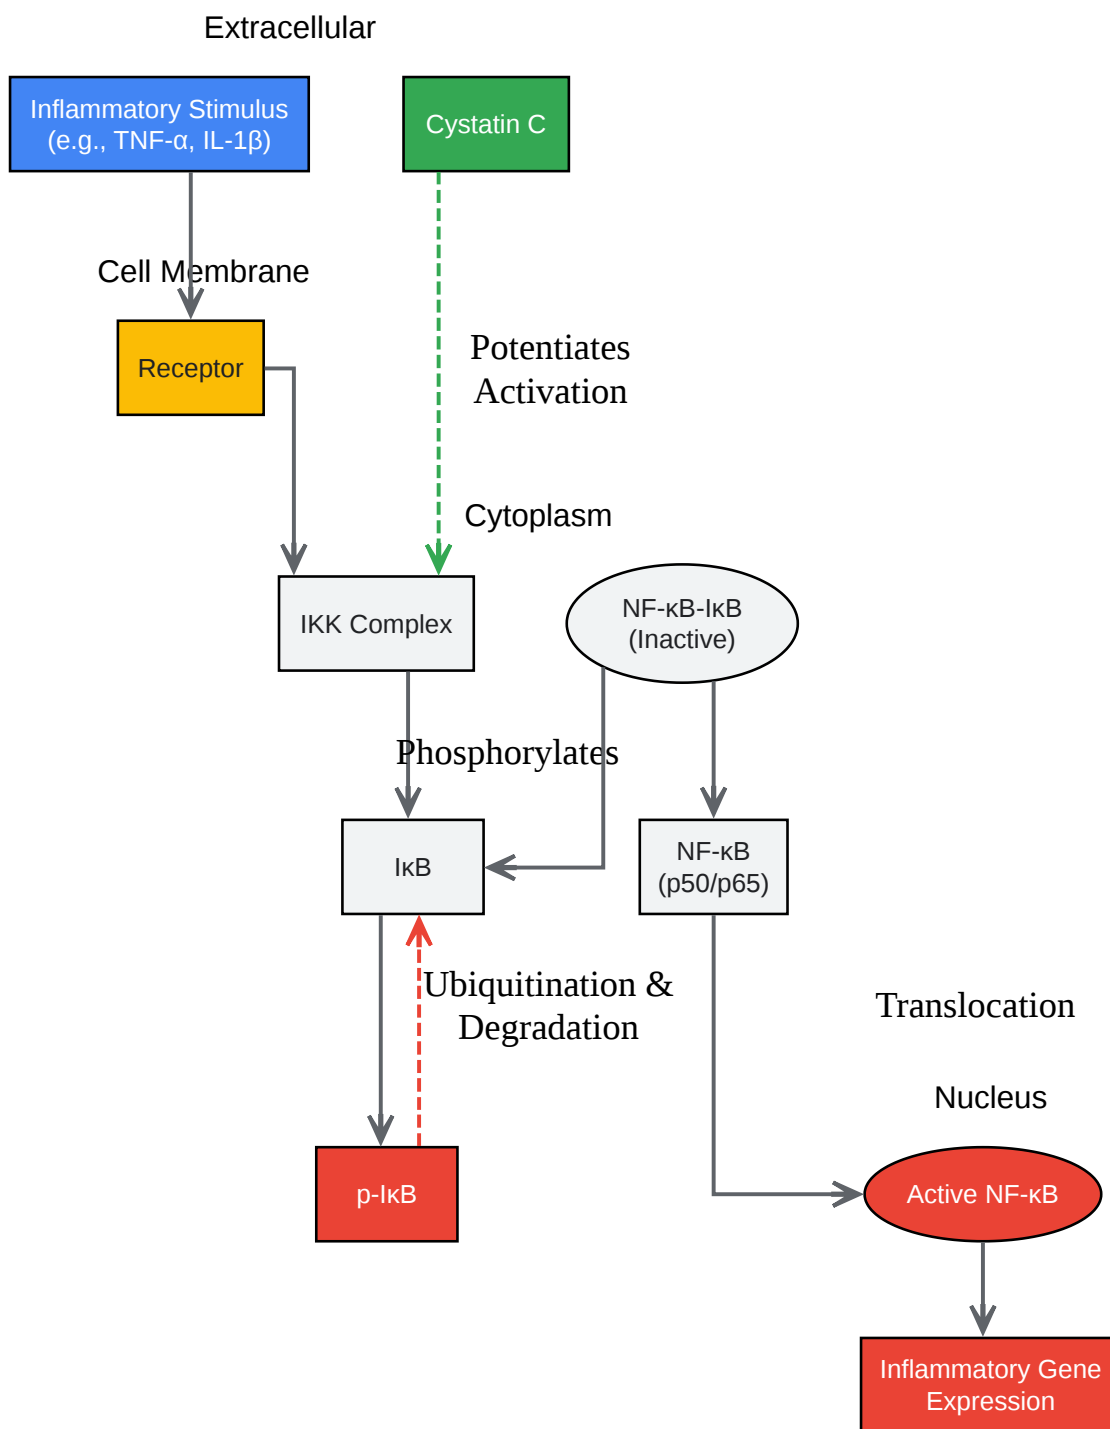 Extracellular
Inflammatory Stimulus
(e.g., TNF-α, IL-1β)
Cystatin C
Cell Membrane
Receptor
Potentiates
Activation
Cytoplasm
IKK Complex
NF-κB-IκB
(Inactive)
Phosphorylates
IκB
NF-κB
(p50/p65)
Ubiquitination &
Degradation
Translocation
Nucleus
p-IκB
Active NF-κB
Inflammatory Gene
Expression